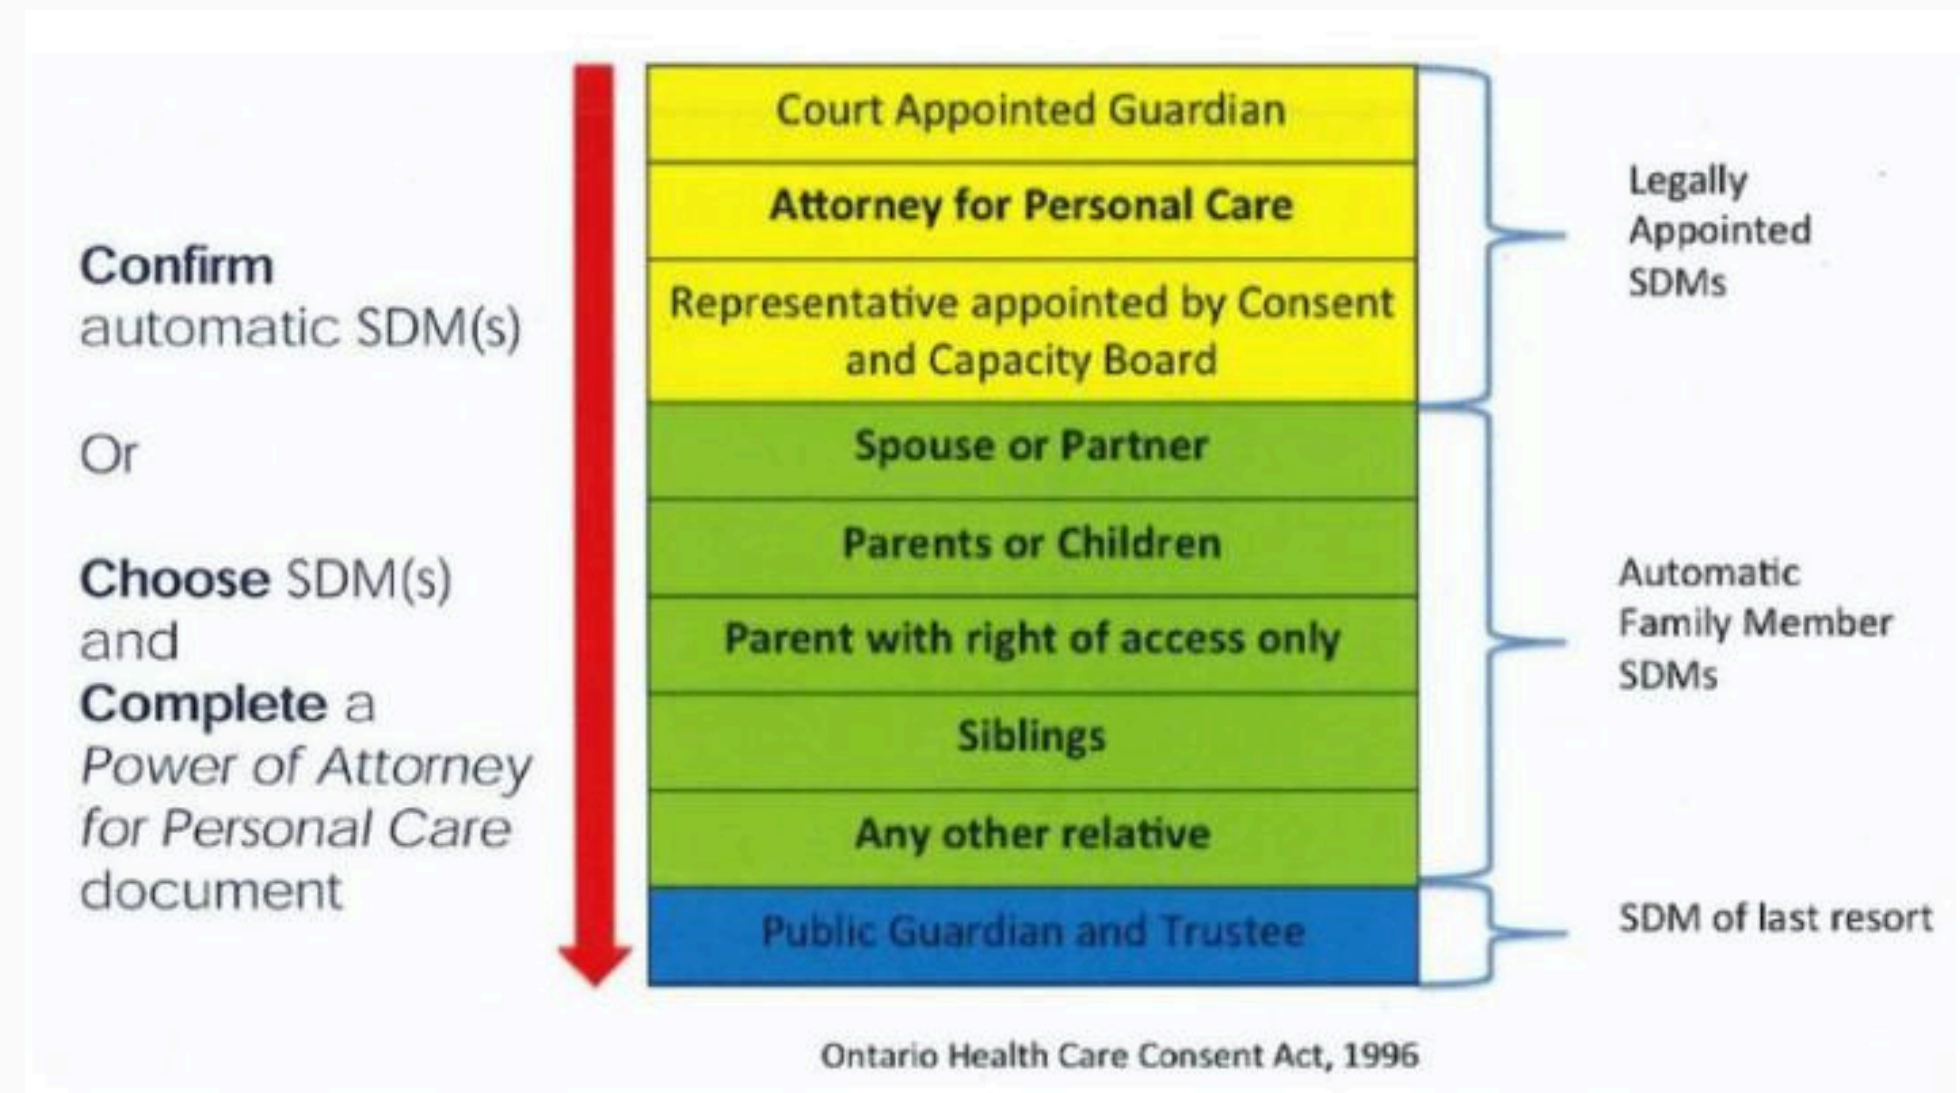 Confirm
automatic SDM(s)
Or
Choose SDM(s)
and
Complete a
Power of Attorney
for Personal Care
document
Court Appointed Guardian
Attorney for Personal Care
Representative appointed by Consent
and Capacity Board
Spouse or Partner
Parents or Children
Parent with right of access only
Siblings
Any other relative
Public Guardian and Trustee
Legally
Appointed
SDMs
Automatic
Family Member
SDMs
SDM of last resort
Ontario Health Care Consent Act, 1996